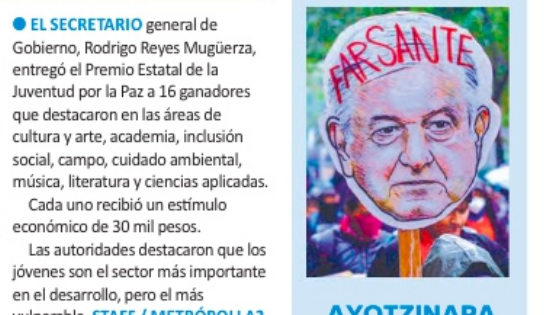 ● EL SECRETARIO general de
Gobierno, Rodrigo Reyes Mugüerza,
entregó el Premio Estatal de la
Juventud por la Paz a 16 ganadores
que destacaron en las áreas de
cultura y arte, academia, inclusión
social, campo, cuidado ambiental,
música, literatura y ciencias aplicadas.
Cada uno recibió un estímulo
económico de 30 mil pesos.
Las autoridades destacaron que los
jóvenes son el sector más importante
en el desarrollo, pero el más
FARSANTE
AYOTZINAPA